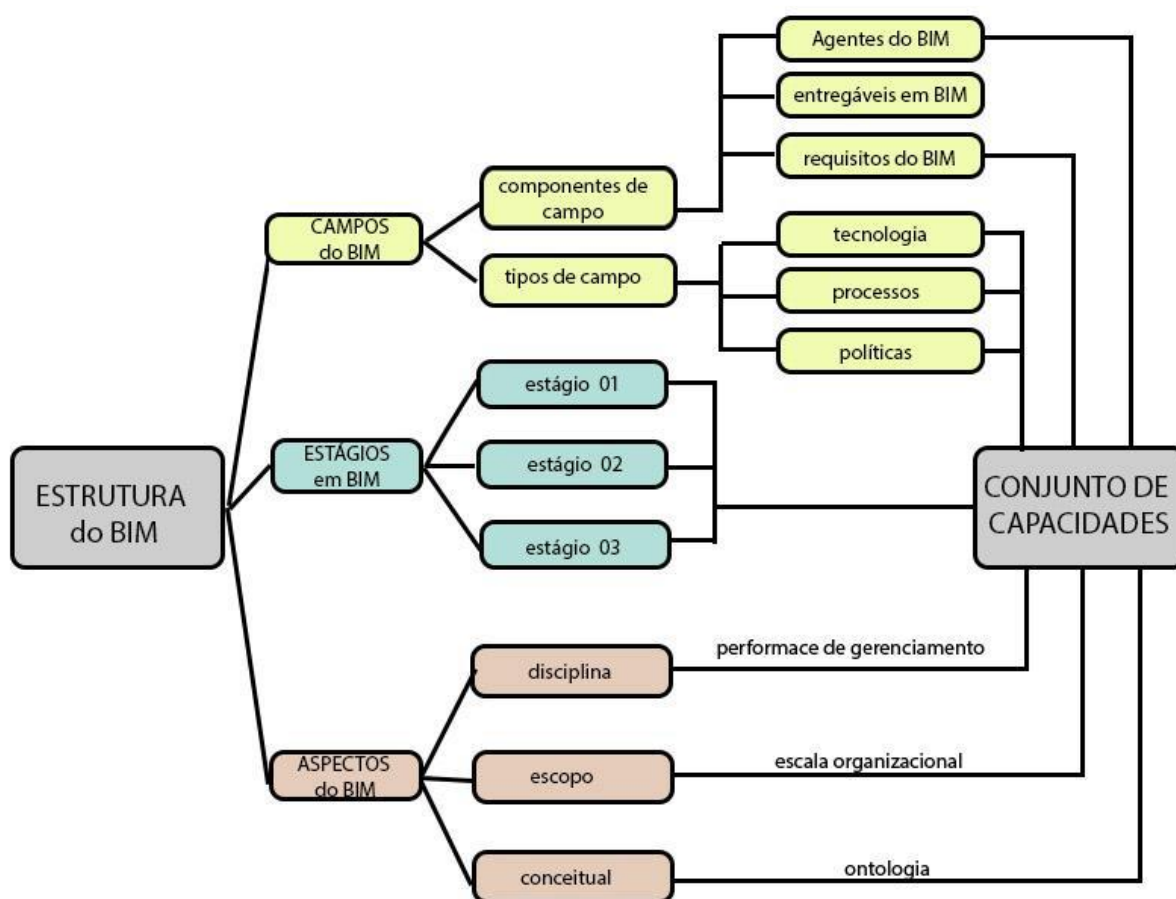 Agentes do BIM
entregáveis em BIM
requisitos do BIM
componentes de
campo
CAMPOS
do BIM
tipos de campo
tecnologia
processos
políticas
ESTRUTURA
do BIM
ESTÁGIOS
em BIM
estágio 01
estágio 02
estágio 03
CONJUNTO DE
CAPACIDADES
ASPECTOS
do BIM
disciplina
performace de gerenciamento
escopo
escala organizacional
conceitual
ontologia